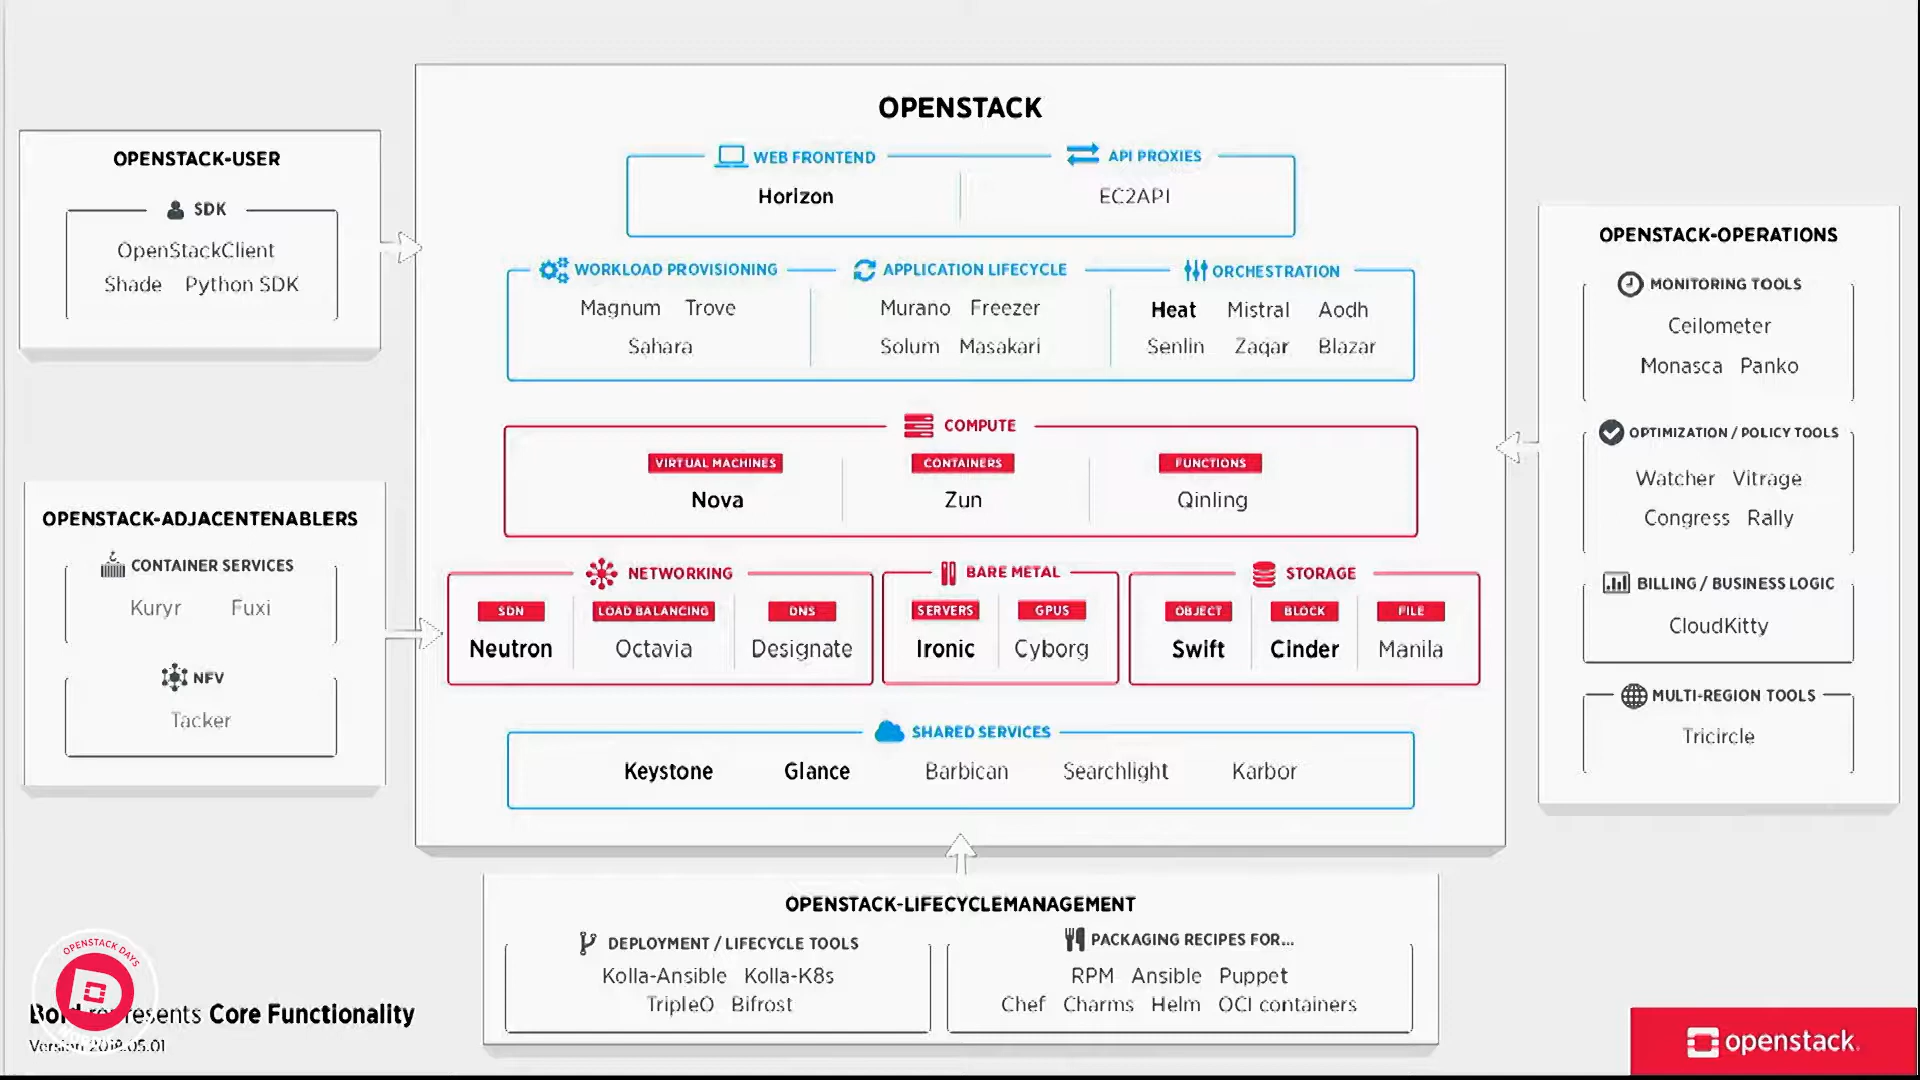 OPENSTACK
WEB FRONTEND
API PROXIES
Horizon
EC2API
WORKLOAD PROVISIONING
APPLICATION LIFECYCLE
ORCHESTRATION
Magnum Trove
Sahara
Murano Freezer
Solum Masakari
Heat Mistral Aodh
Senlin Zaqar Blazar
COMPUTE
VIRTUAL MACHINES
Nova
CONTAINERS
Zun
FUNCTIONS
Qinling
NETWORKING
SDN
Neutron
LOAD BALANCING
Octavia
DNS
Designate
BARE METAL
SERVERS
Ironic
GPUS
Cyborg
STORAGE
OBJECT
Swift
BLOCK
Cinder
FILE
Manila
SHARED SERVICES
Keystone Glance Barbican Searchlight Karbor
OPENSTACK-USER
SDK
OpenStackClient
Shade Python SDK
OPENSTACK-ADJACENTENABLERS
CONTAINER SERVICES
Kuryr Fuxi
NFV
Tacker
OPENSTACK-OPERATIONS
MONITORING TOOLS
Ceilometer
Monasca Panko
OPTIMIZATION / POLICY TOOLS
Watcher Vitrage
Congress Rally
BILLING / BUSINESS LOGIC
CloudKitty
MULTI-REGION TOOLS
Tricircle
OPENSTACK-LIFECYCLEMANAGEMENT
DEPLOYMENT / LIFECYCLE TOOLS
Kolla-Ansible Kolla-K8s
TripleO Bifrost
PACKAGING RECIPES FOR...
RPM Ansible Puppet
Chef Charms Helm OCI containers
OPENSTACK DAYS
Bold represents Core Functionality
Version 2018.05.01
openstack.